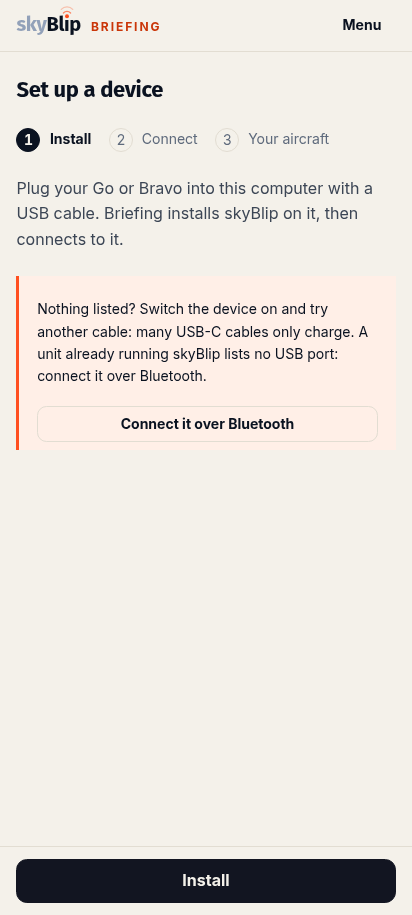 skyBlip BRIEFING Menu
Set up a device
1 Install 2 Connect 3 Your aircraft
Plug your Go or Bravo into this computer with a
USB cable. Briefing installs skyBlip on it, then
connects to it.
Nothing listed? Switch the device on and try
another cable: many USB-C cables only charge. A
unit already running skyBlip lists no USB port:
connect it over Bluetooth.
Connect it over Bluetooth
Install